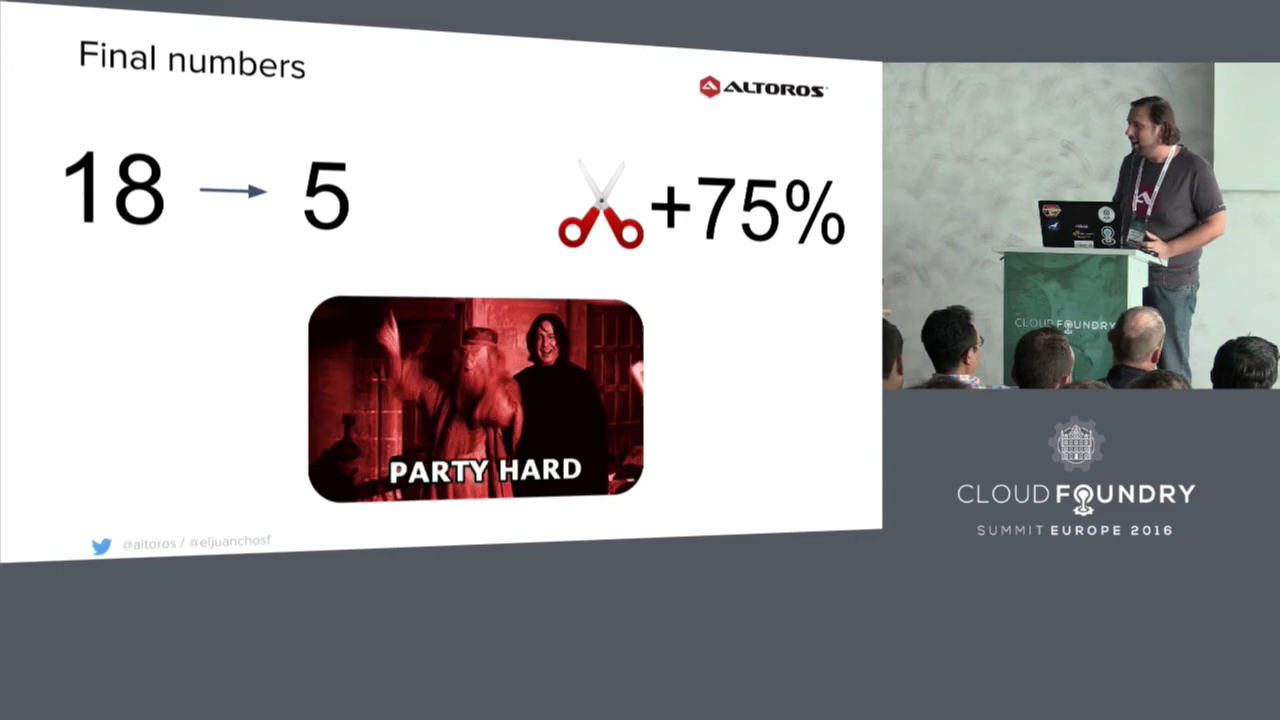 Final numbers
ALTOROS
18 → 5
+75%
PARTY HARD
@altoros / @eljuanchosf
CLOUD FOUNDRY
CLOUD FOUNDRY
SUMMIT EUROPE 2016